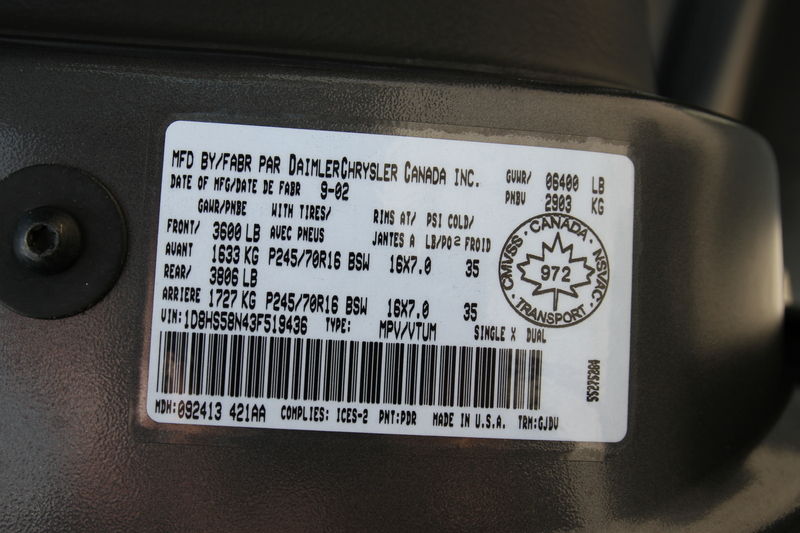 MFD BY/FABR PAR DAIMLERCHRYSLER CANADA INC. GVWR/ 06400 LB
DATE OF MFG/DATE DE FABR 9-02 PNBV 2903 KG
GAWR/PNBE WITH TIRES/ RIMS AT/ PSI COLD/
FRONT/ 3600 LB AVEC PNEUS JANTES A LB/PO² FROID
AVANT 1633 KG P245/70R16 BSW 16X7.0 35
REAR/ 3806 LB
ARRIERE 1727 KG P245/70R16 BSW 16X7.0 35
· CANADA · NSVAC · TRANSPORT · CMVSS
972
VIN: 1D8HS58N43F519436 TYPE: MPV/VTUM SINGLE X DUAL
MDH: 092413 421AA COMPLIES: ICES-2 PNT:PDR MADE IN U.S.A. TRM:GJDV
55275204